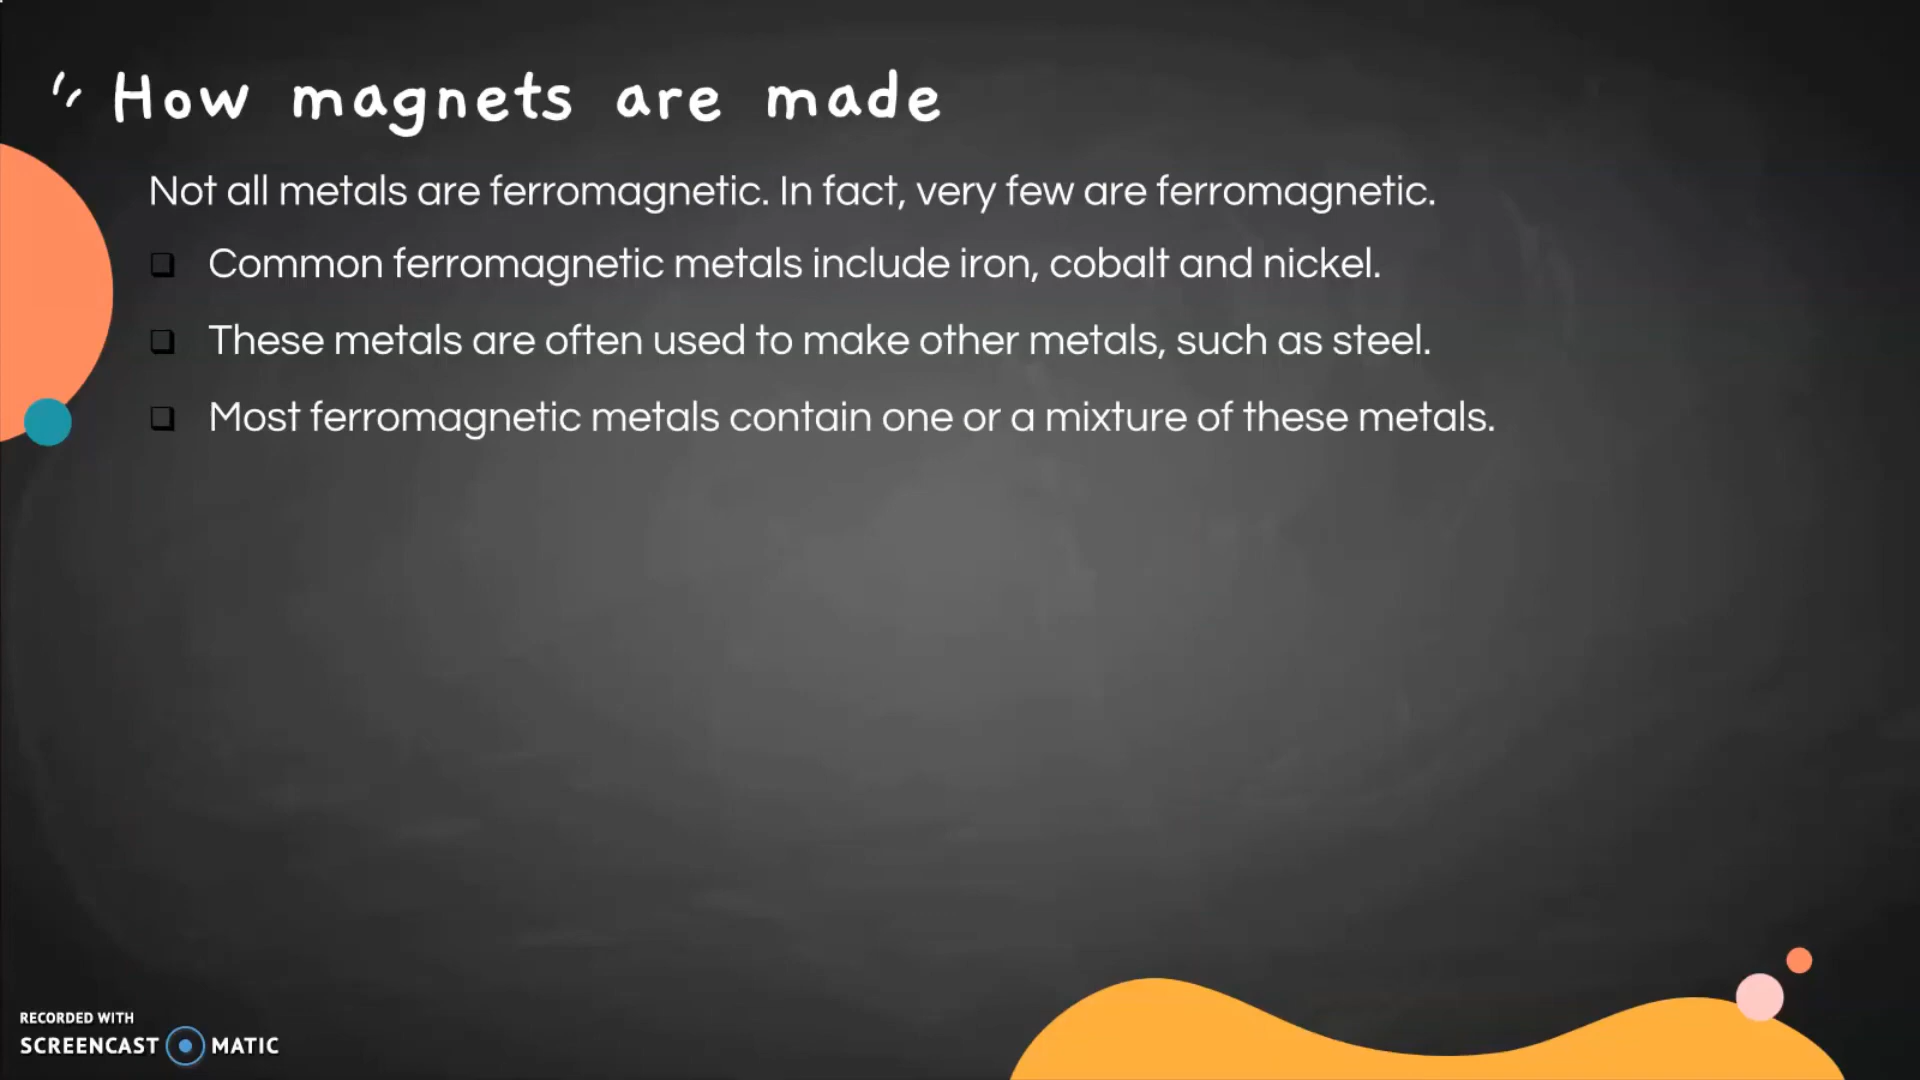 How magnets are made
Not all metals are ferromagnetic. In fact, very few are ferromagnetic.
Common ferromagnetic metals include iron, cobalt and nickel.
These metals are often used to make other metals, such as steel.
Most ferromagnetic metals contain one or a mixture of these metals.
RECORDED WITH
SCREENCAST MATIC